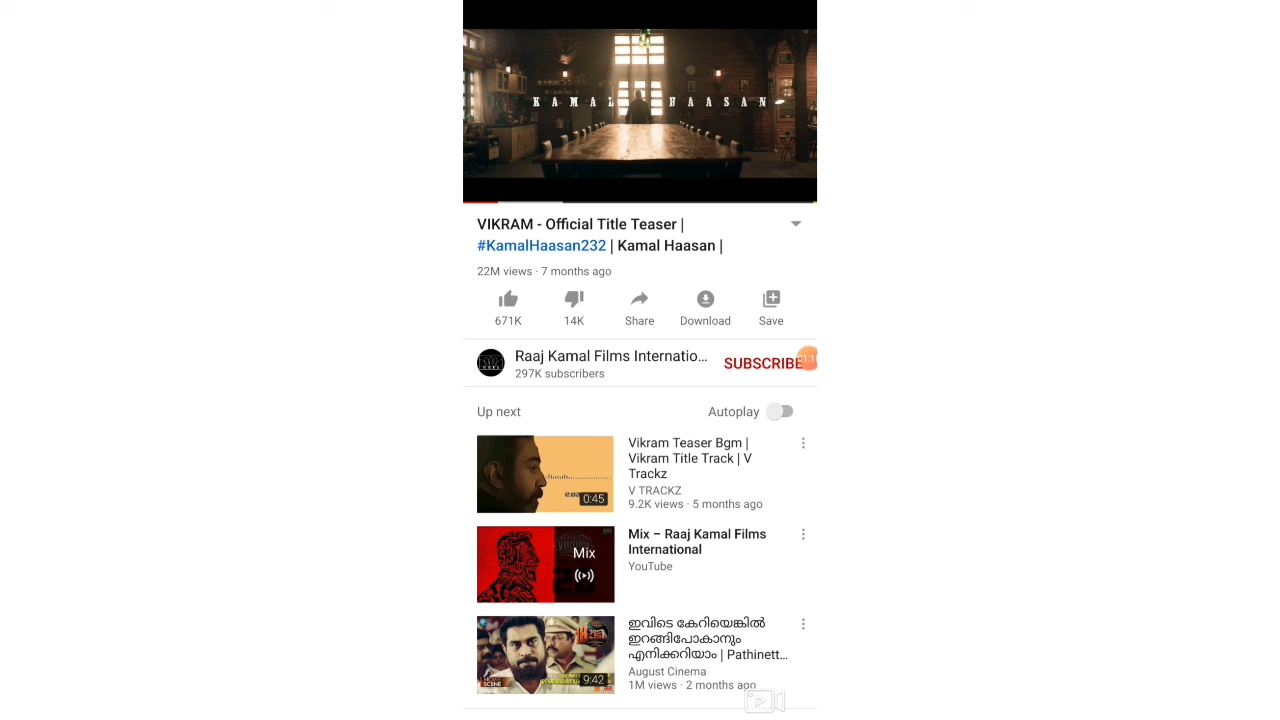 KAMAL HAASAN
VIKRAM - Official Title Teaser |
#KamalHaasan232 | Kamal Haasan |
22M views · 7 months ago
671K
14K
Share
Download
Save
Raaj Kamal Films Internatio...
297K subscribers
SUBSCRIBE
Up next
Autoplay
Vikram Teaser Bgm |
Vikram Title Track | V
Trackz
V TRACKZ
9.2K views · 5 months ago
0:45
Mix – Raaj Kamal Films
International
YouTube
Mix
ഇവിടെ കേറിയെങ്കിൽ
ഇറങ്ങിപോകാനും
എനിക്കറിയാം | Pathinett...
August Cinema
1M views · 2 months ago
SCENE
9:42